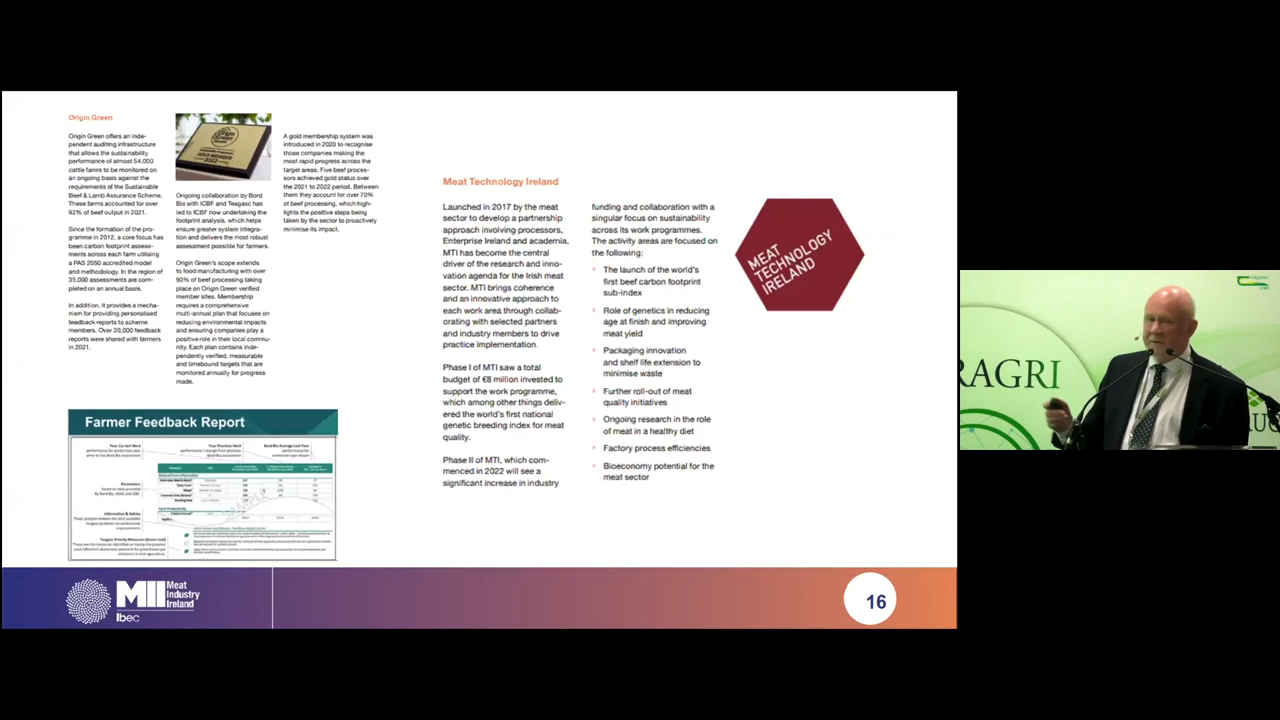 Origin Green
Origin Green offers an inde-
pendent auditing infrastructure
that allows the sustainability
performance of almost 54,000
cattle farms to be monitored on
an ongoing basis against the
requirements of the Sustainable
Beef & Lamb Assurance Scheme.
These farms accounted for over
92% of beef output in 2021.
Since the formation of the pro-
gramme in 2012, a core focus has
been carbon footprint assess-
ments across each farm utilising
a PAS 2050 accredited model
and methodology. In the region of
35,000 assessments are com-
pleted on an annual basis.
In addition, it provides a mecha-
nism for providing personalised
feedback reports to scheme
members. Over 20,000 feedback
reports were shared with farmers
in 2021.
GOLD MEMBER
2022
Ongoing collaboration by Bord
Bia with ICBF and Teagasc has
led to ICBF now undertaking the
footprint analysis, which helps
ensure greater system integra-
tion and delivers the most robust
assessment possible for farmers.
Origin Green's scope extends
to food manufacturing with over
90% of beef processing taking
place on Origin Green verified
member sites. Membership
requires a comprehensive
multi-annual plan that focuses on
reducing environmental impacts
and ensuring companies play a
positive role in their local commu-
nity. Each plan contains inde-
pendently verified, measurable
and timebound targets that are
monitored annually for progress
made.
A gold membership system was
introduced in 2020 to recognise
those companies making the
most rapid progress across the
target areas. Five beef proces-
sors achieved gold status over
the 2021 to 2022 period. Between
them they account for over 70%
of beef processing, which high-
lights the positive steps being
taken by the sector to proactively
minimise its impact.
Farmer Feedback Report
Your Current Herd
Your Previous Herd
Bord Bia Average Last Year
Parameters
Information & Advice
SAMPLE
Meat Technology Ireland
Launched in 2017 by the meat
sector to develop a partnership
approach involving processors,
Enterprise Ireland and academia,
MTI has become the central
driver of the research and inno-
vation agenda for the Irish meat
sector. MTI brings coherence
and an innovative approach to
each work area through collab-
orating with selected partners
and industry members to drive
practice implementation.
Phase I of MTI saw a total
budget of €8 million invested to
support the work programme,
which among other things deliv-
ered the world's first national
genetic breeding index for meat
quality.
Phase II of MTI, which com-
menced in 2022 will see a
significant increase in industry
funding and collaboration with a
singular focus on sustainability
across its work programmes.
The activity areas are focused on
the following:
The launch of the world's
first beef carbon footprint
sub-index
Role of genetics in reducing
age at finish and improving
meat yield
Packaging innovation
and shelf life extension to
minimise waste
Further roll-out of meat
quality initiatives
Ongoing research in the role
of meat in a healthy diet
Factory process efficiencies
Bioeconomy potential for the
meat sector
MEAT
TECHNOLOGY
IRELAND
MII
Meat
Industry
Ireland
Ibec
16
RAGRI